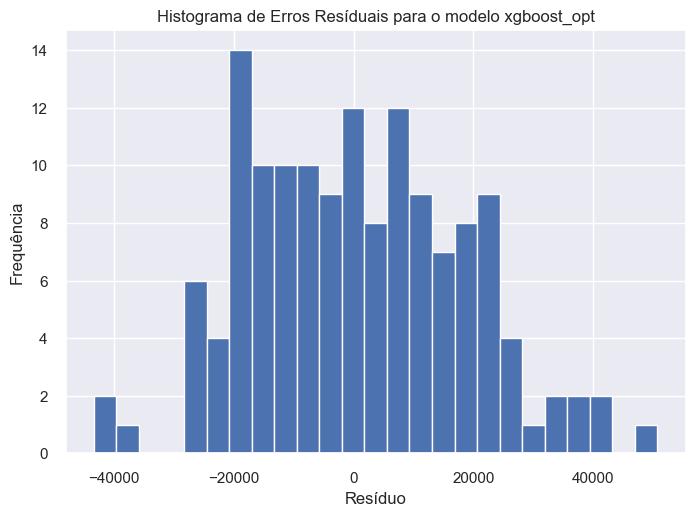 Histograma de Erros Resíduais para o modelo xgboost_opt
14
12
10
8
6
4
2
0
Frequência
−40000 −20000 0 20000 40000
Resíduo